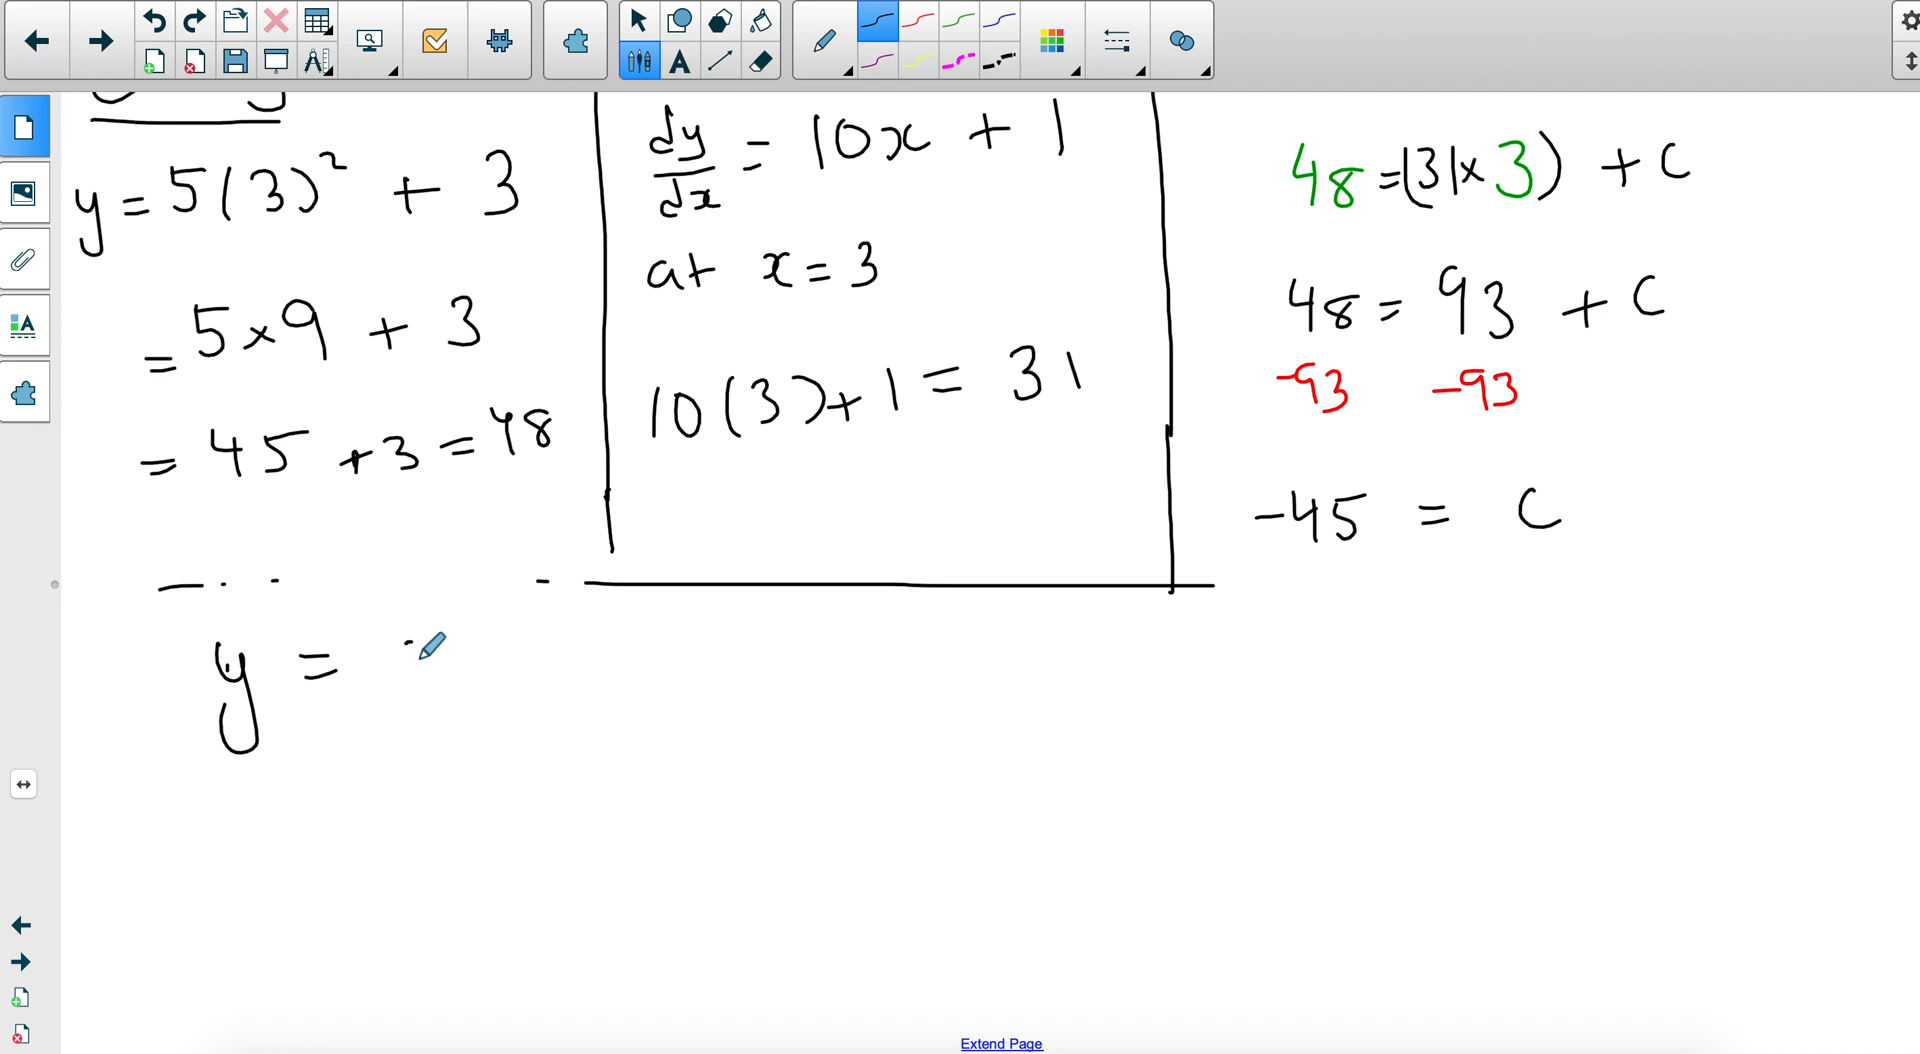 y = 5(3)² + 3
= 5 × 9 + 3
= 45 + 3 = 48
dy/dx = 10x + 1
at x = 3
10(3) + 1 = 31
48 = (31 × 3) + C
48 = 93 + C
-93 -93
-45 = C
y =
Extend Page